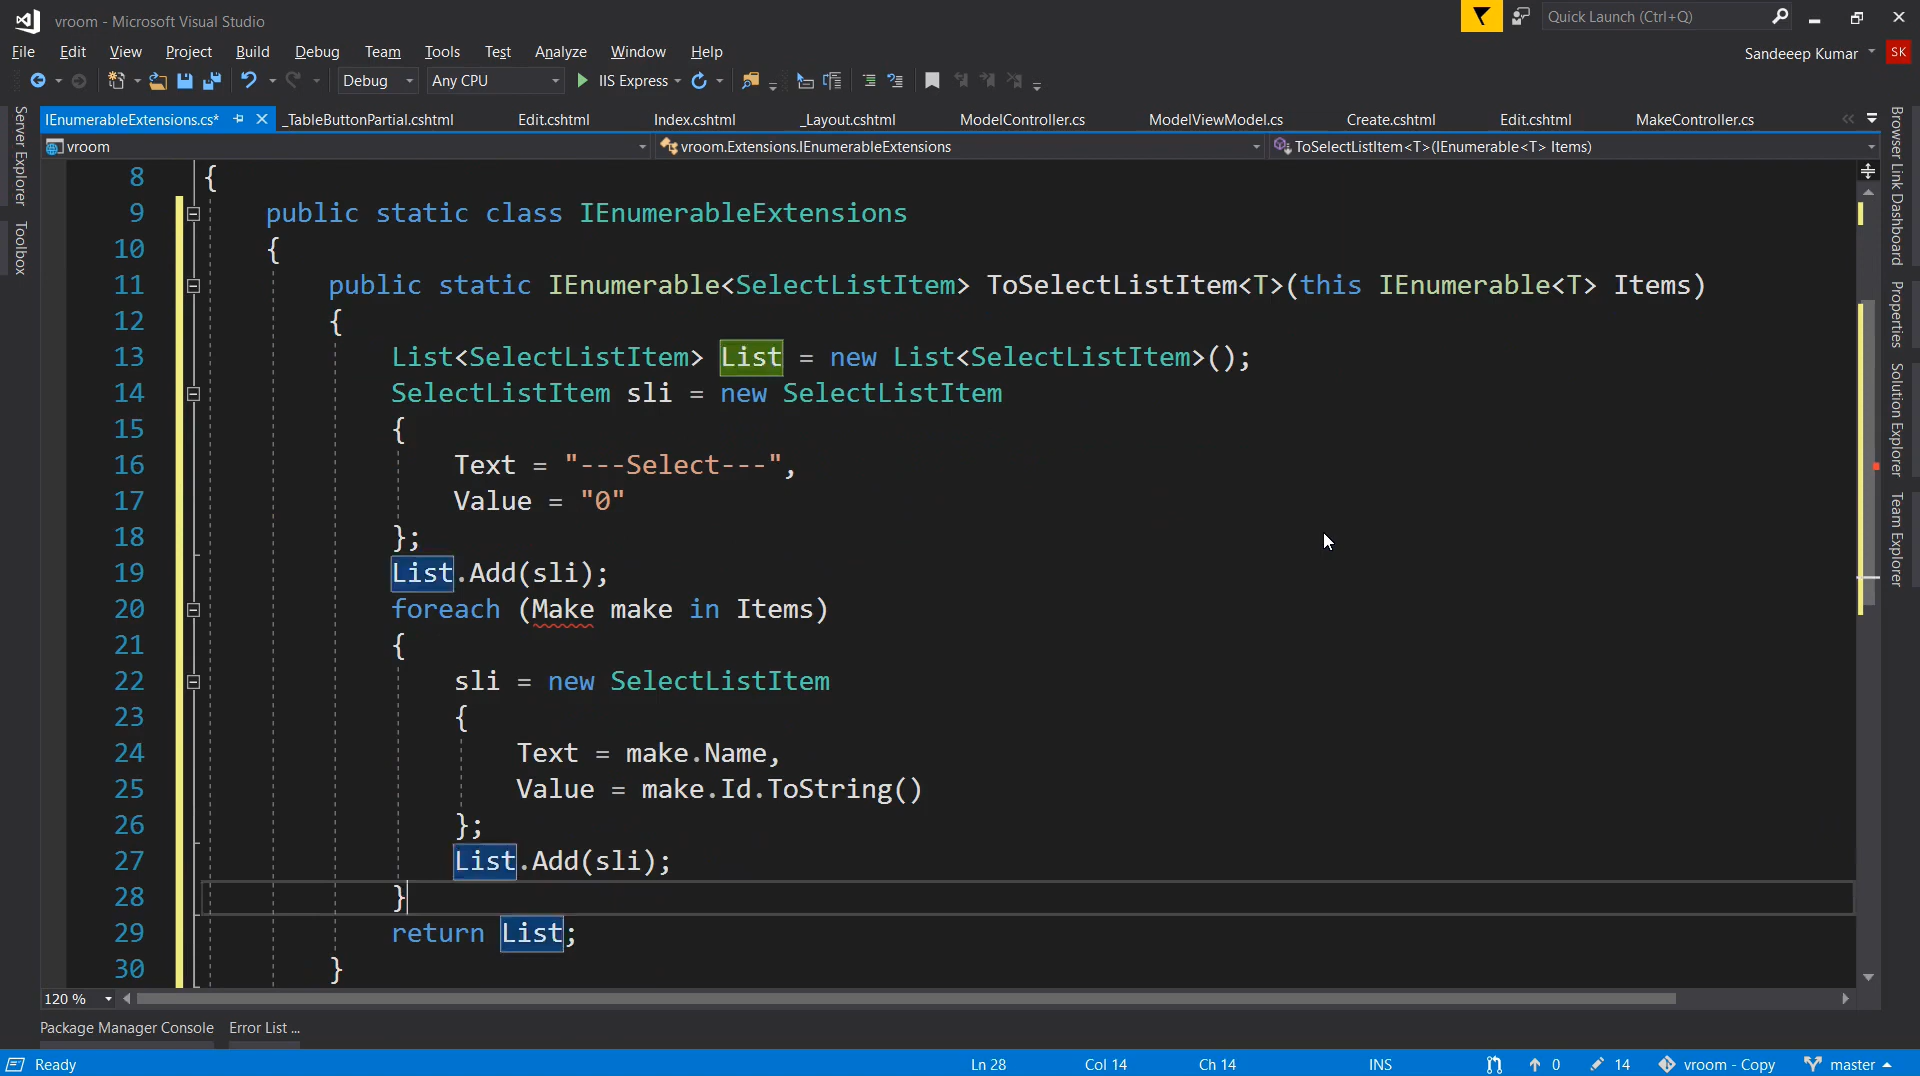 vroom - Microsoft Visual Studio
Quick Launch (Ctrl+Q)
File Edit View Project Build Debug Team Tools Test Analyze Window Help
Sandeeep Kumar SK
Debug Any CPU IIS Express
IEnumerableExtensions.cs* _TableButtonPartial.cshtml Edit.cshtml Index.cshtml _Layout.cshtml ModelController.cs ModelViewModel.cs Create.cshtml Edit.cshtml MakeController.cs
vroom vroom.Extensions.IEnumerableExtensions ToSelectListItem<T>(IEnumerable<T> Items)
Server Explorer
Toolbox
8 {
9 public static class IEnumerableExtensions
10 {
11 public static IEnumerable<SelectListItem> ToSelectListItem<T>(this IEnumerable<T> Items)
12 {
13 List<SelectListItem> List = new List<SelectListItem>();
14 SelectListItem sli = new SelectListItem
15 {
16 Text = "---Select---",
17 Value = "0"
18 };
19 List.Add(sli);
20 foreach (Make make in Items)
21 {
22 sli = new SelectListItem
23 {
24 Text = make.Name,
25 Value = make.Id.ToString()
26 };
27 List.Add(sli);
28 }
29 return List;
30 }
Browser Link Dashboard
Properties
Solution Explorer
Team Explorer
120 %
Package Manager Console Error List ...
Ready Ln 28 Col 14 Ch 14 INS 0 14 vroom - Copy master